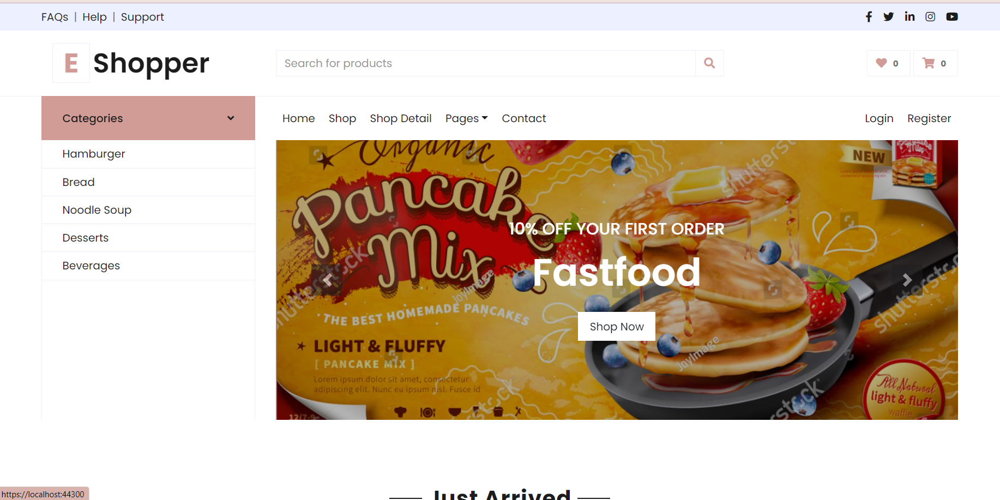 FAQs | Help | Support
E Shopper
Search for products
0
0
Categories
Home Shop Shop Detail Pages Contact
Login Register
Hamburger
Bread
Noodle Soup
Desserts
Beverages
Organic
Pancake
Mix
THE BEST HOMEMADE PANCAKES
LIGHT & FLUFFY
[ PANCAKE MIX ]
Lorem ipsum dolor sit amet, consectetur
adipiscing elit. Nunc eu ipsum nisl. Fusce id
NEW
10% OFF YOUR FIRST ORDER
Fastfood
Shop Now
All Natural
light & fluffy
waffle
shutterstock
JoyImage
shutterstock
JoyImage
Just Arrived
https://localhost:44300